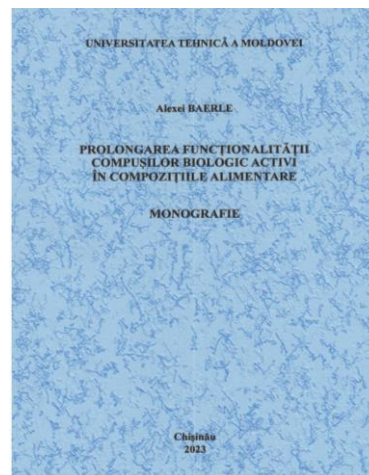 UNIVERSITATEA TEHNICĂ A MOLDOVEI
Alexei BAERLE
PROLONGAREA FUNCȚIONALITĂȚII
COMPUȘILOR BIOLOGIC ACTIVI
ÎN COMPOZIȚIILE ALIMENTARE
MONOGRAFIE
Chișinău
2023